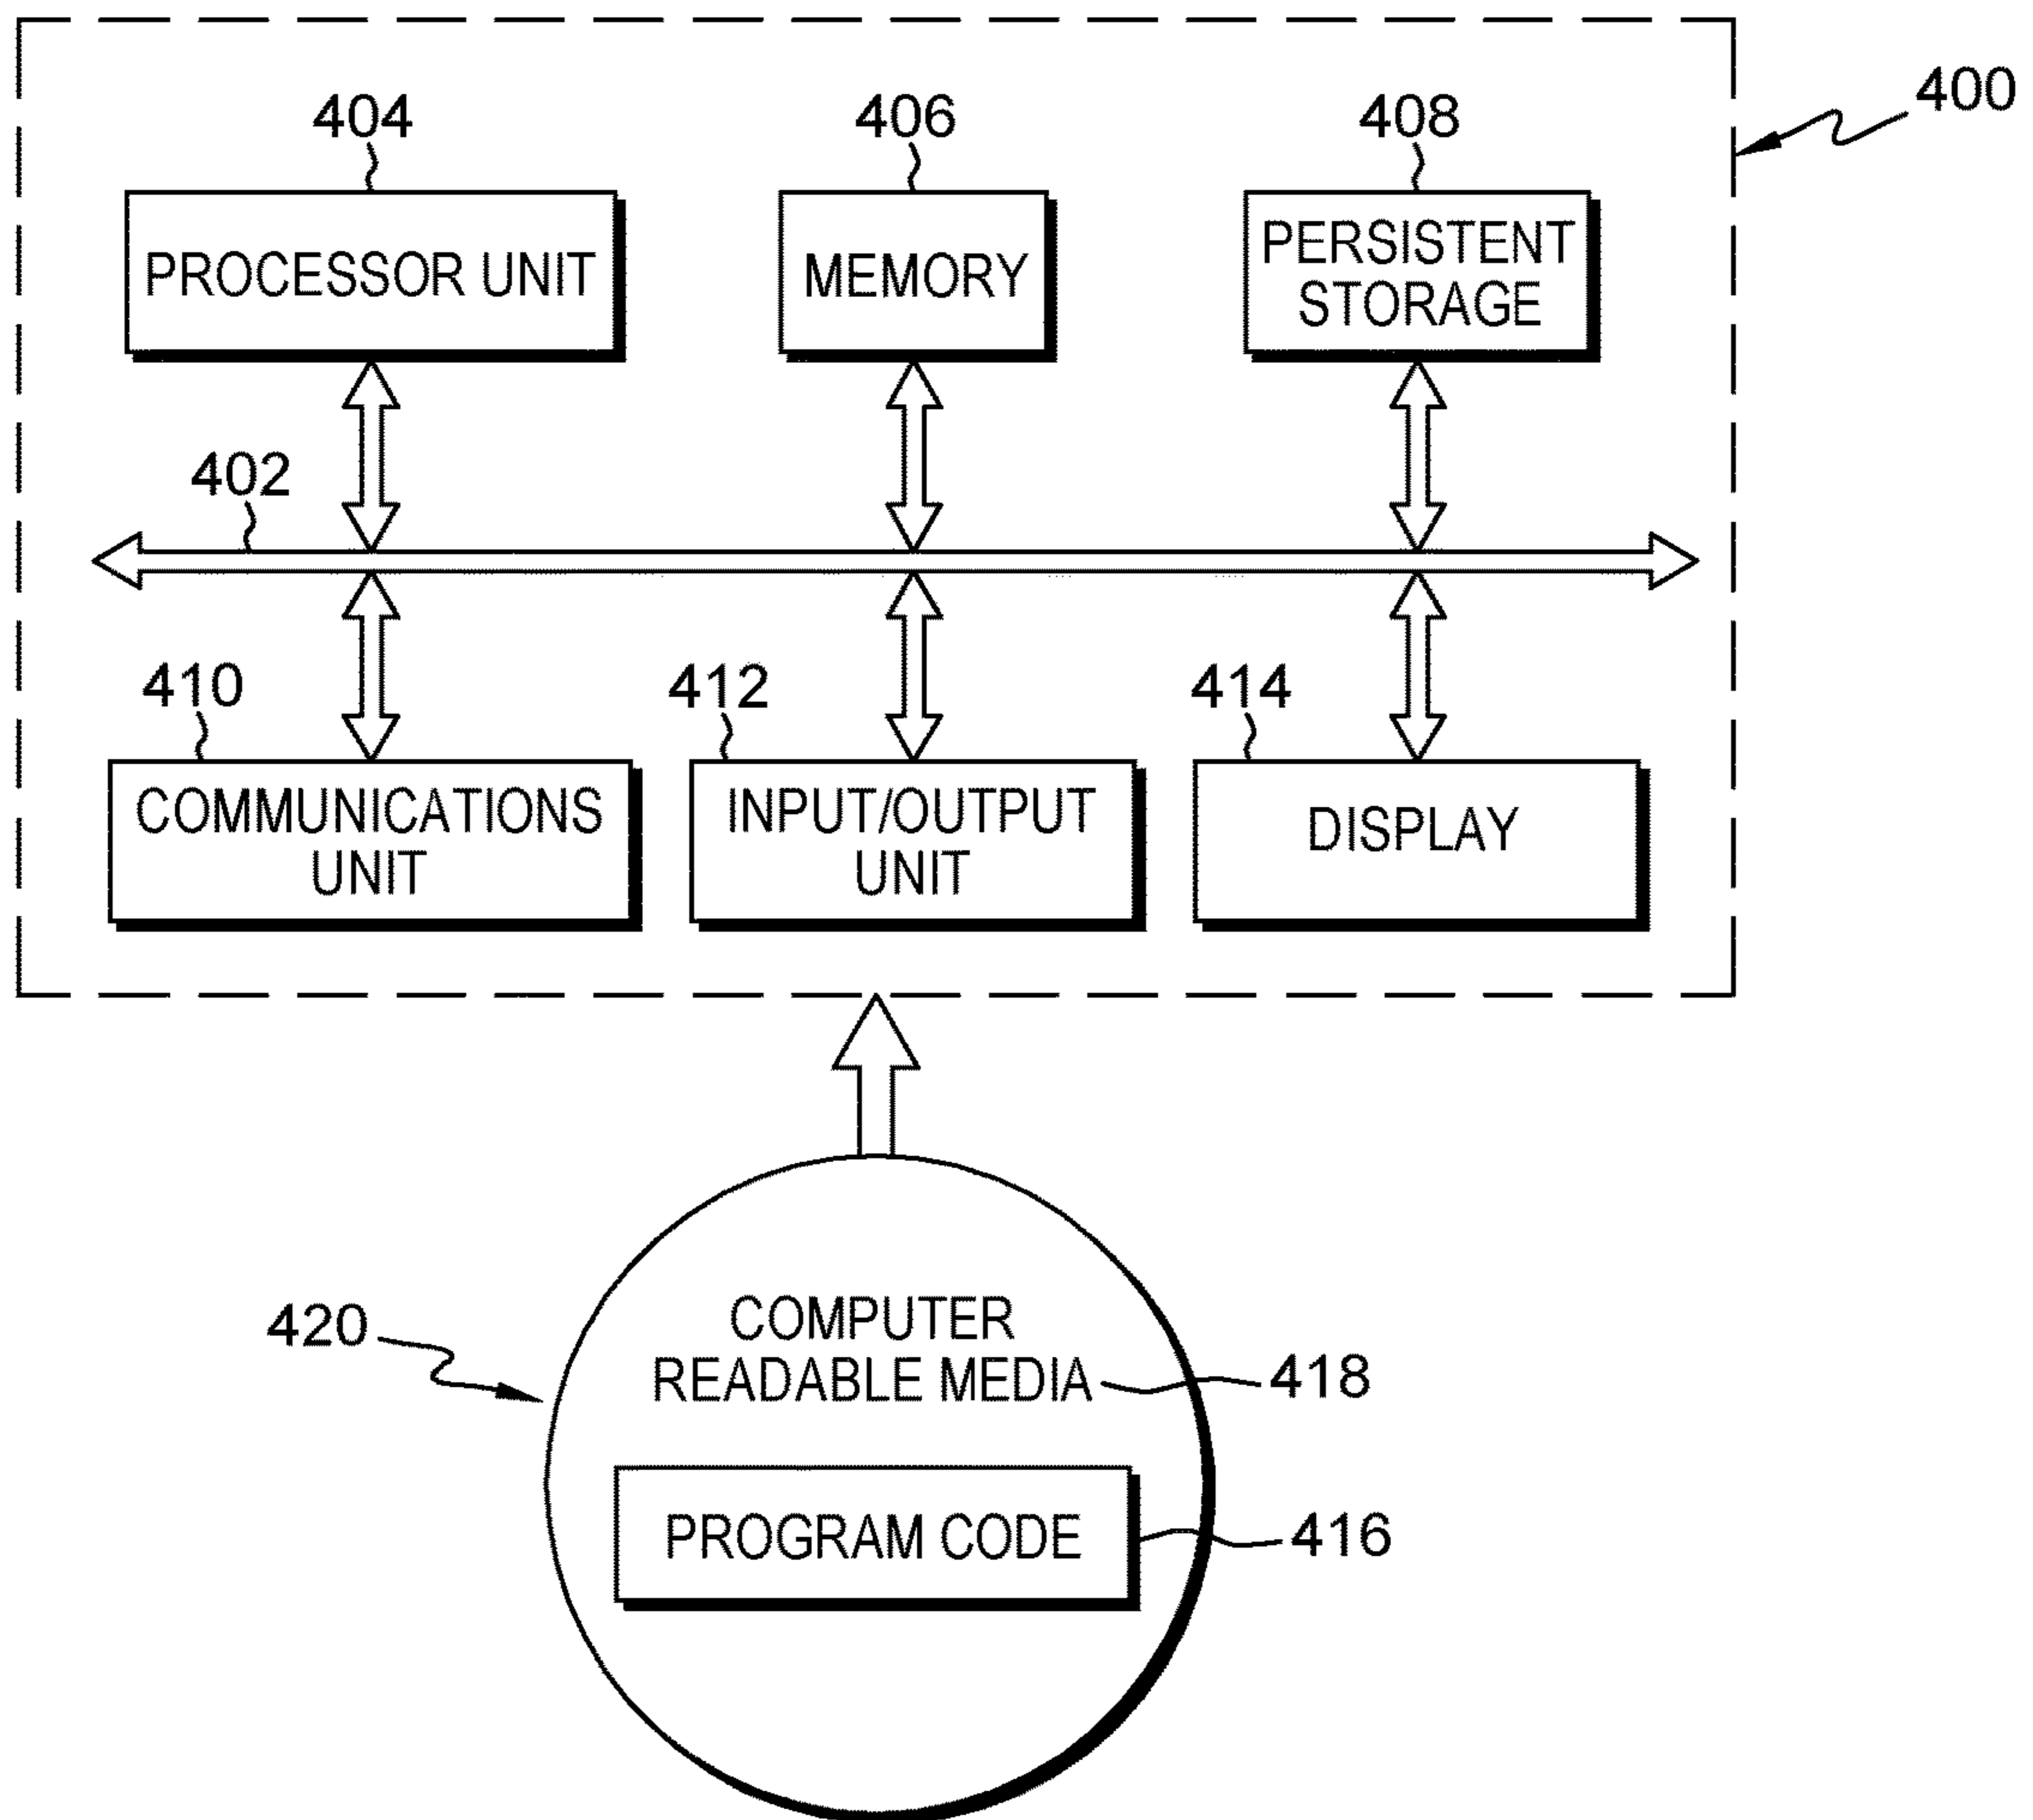 400
404
406
408
PROCESSOR UNIT
MEMORY
PERSISTENT
STORAGE
402
410
412
414
COMMUNICATIONS
UNIT
INPUT/OUTPUT
UNIT
DISPLAY
420
COMPUTER
READABLE MEDIA
418
PROGRAM CODE
416